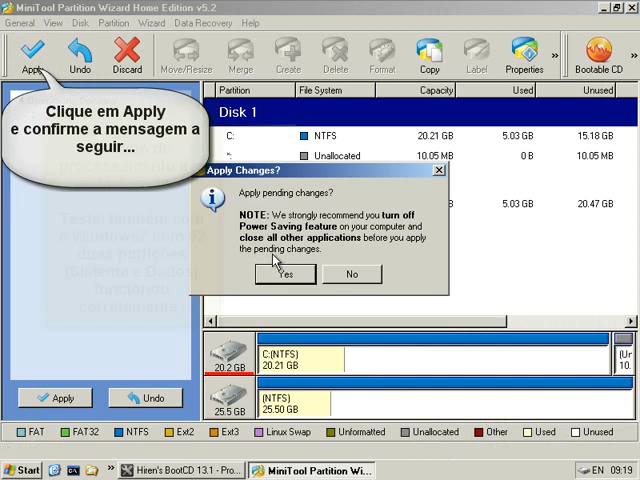 MiniTool Partition Wizard Home Edition v5.2
General View Disk Partition Wizard Data Recovery Help
Apply Undo Discard Move/Resize Merge Create Delete Format Copy Label Properties » Bootable CD »
Clique em Apply
e confirme a mensagem a
seguir...
Partition File System Capacity Used Unused
Disk 1
C: NTFS 20.21 GB 5.03 GB 15.18 GB
*: Unallocated 10.05 MB 0 B 10.05 MB
5.03 GB 20.47 GB
Apply Changes?
Apply pending changes?
NOTE: We strongly recommend you turn off
Power Saving feature on your computer and
close all other applications before you apply
the pending changes.
Yes No
Testei também com
o Windows7 com 02
duas partições
(Sistema e Dados)
funcionou
corretamente !
20.2 GB
C:(NTFS)
20.21 GB
(Ur
10.
25.5 GB
(NTFS)
25.50 GB
Apply Undo
FAT FAT32 NTFS Ext2 Ext3 Linux Swap Unformatted Unallocated Other Used Unused
Start » Hiren's BootCD 13.1 - Pro... MiniTool Partition Wi... EN 09:19